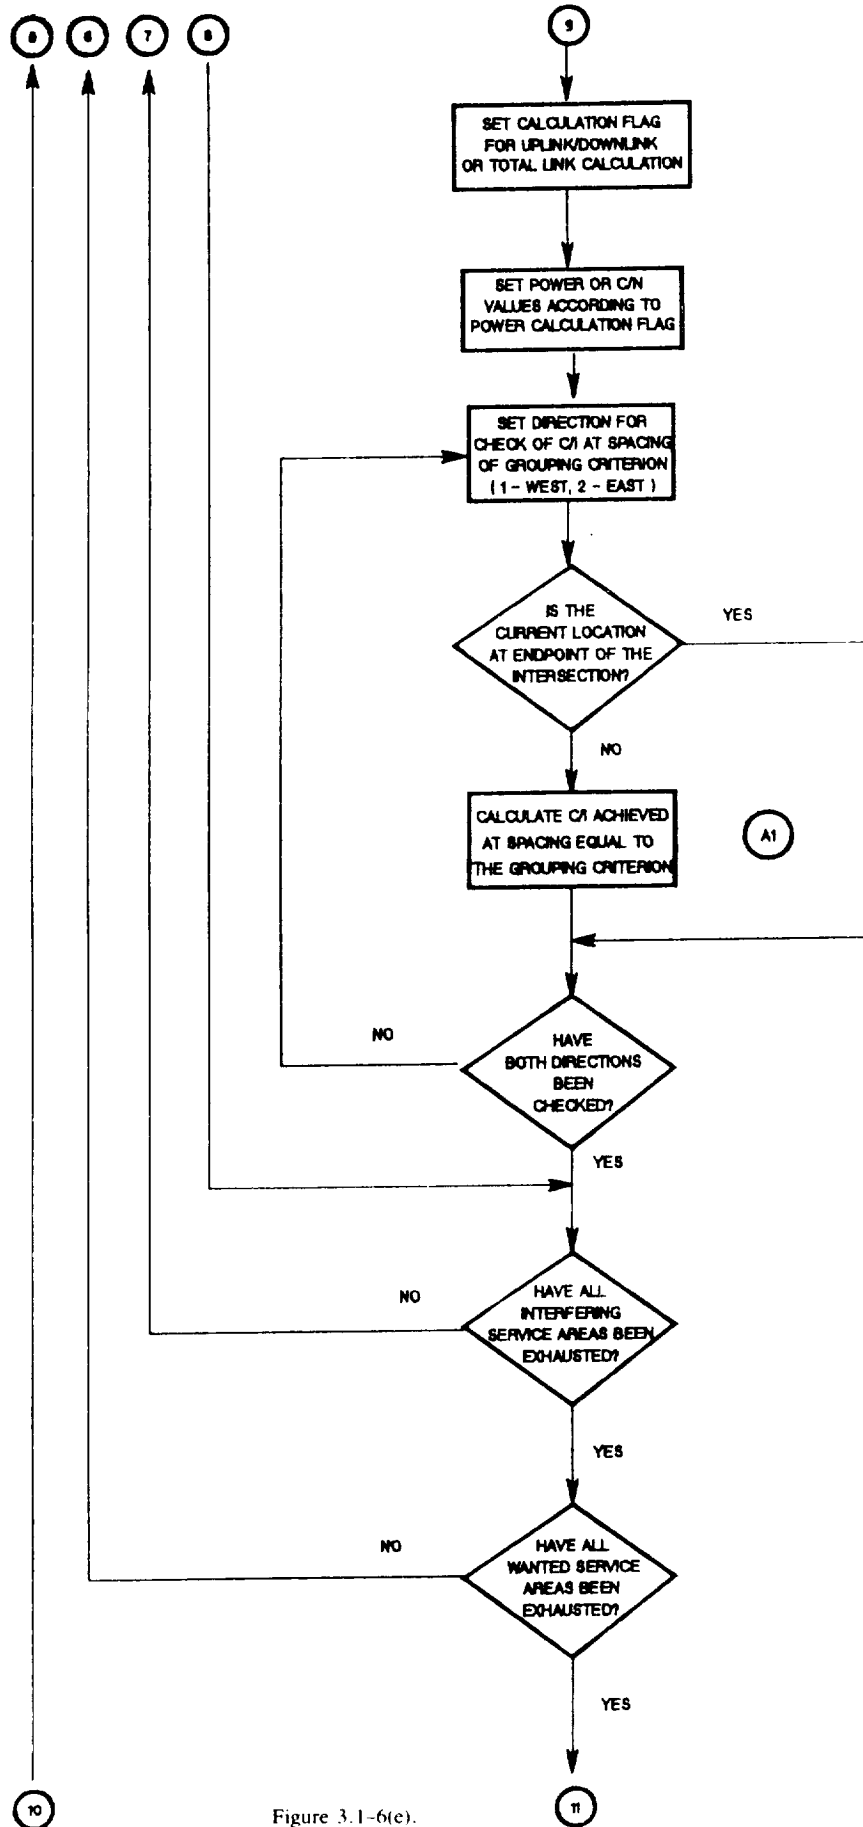 6
7
8
9
SET CALCULATION FLAG
FOR UPLINK/DOWNLINK
OR TOTAL LINK CALCULATION
SET POWER OR C/N
VALUES ACCORDING TO
POWER CALCULATION FLAG
SET DIRECTION FOR
CHECK OF C/I AT SPACING
OF GROUPING CRITERION
( 1 - WEST, 2 - EAST )
IS THE
CURRENT LOCATION
AT ENDPOINT OF THE
INTERSECTION?
YES
NO
CALCULATE C/I ACHIEVED
AT SPACING EQUAL TO
THE GROUPING CRITERION
A1
HAVE
BOTH DIRECTIONS
BEEN
CHECKED?
NO
YES
HAVE ALL
INTERFERING
SERVICE AREAS BEEN
EXHAUSTED?
NO
YES
HAVE ALL
WANTED SERVICE
AREAS BEEN
EXHAUSTED?
NO
YES
10
11
Figure 3.1-6(e).